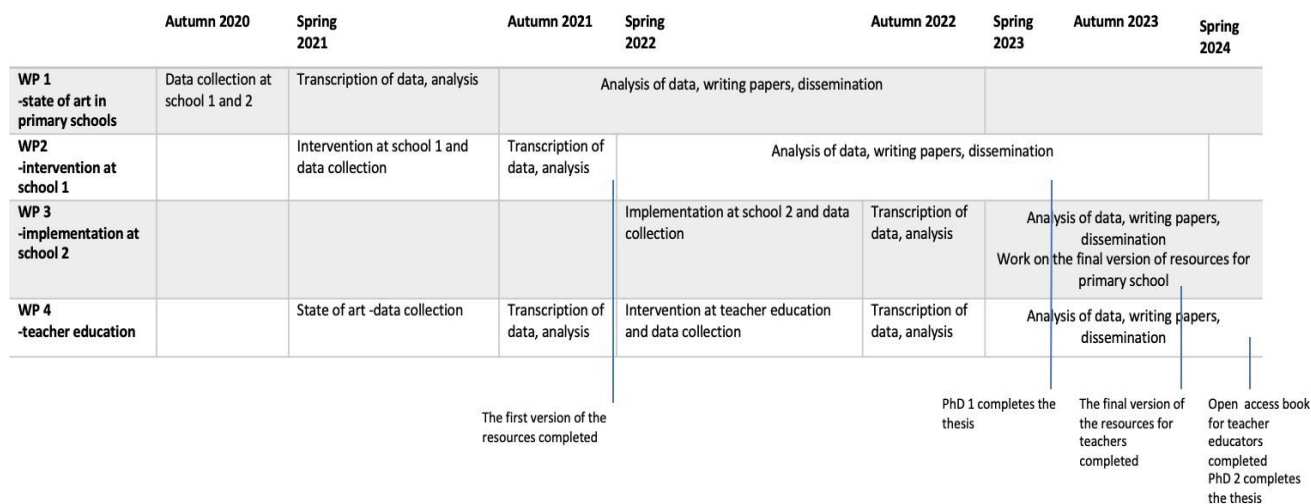 Autumn 2020
Spring
2021
Autumn 2021
Spring
2022
Autumn 2022
Spring
2023
Autumn 2023
Spring
2024
WP 1
-state of art in
primary schools
Data collection at
school 1 and 2
Transcription of data, analysis
Analysis of data, writing papers, dissemination
WP2
-intervention at
school 1
Intervention at school 1 and
data collection
Transcription of
data, analysis
Analysis of data, writing papers, dissemination
WP 3
-implementation at
school 2
Implementation at school 2 and data
collection
Transcription of
data, analysis
Analysis of data, writing papers,
dissemination
Work on the final version of resources for
primary school
WP 4
-teacher education
State of art -data collection
Transcription of
data, analysis
Intervention at teacher education
and data collection
Transcription of
data, analysis
Analysis of data, writing papers,
dissemination
The first version of the
resources completed
PhD 1 completes the
thesis
The final version of
the resources for
teachers
completed
Open access book
for teacher
educators
completed
PhD 2 completes
the thesis